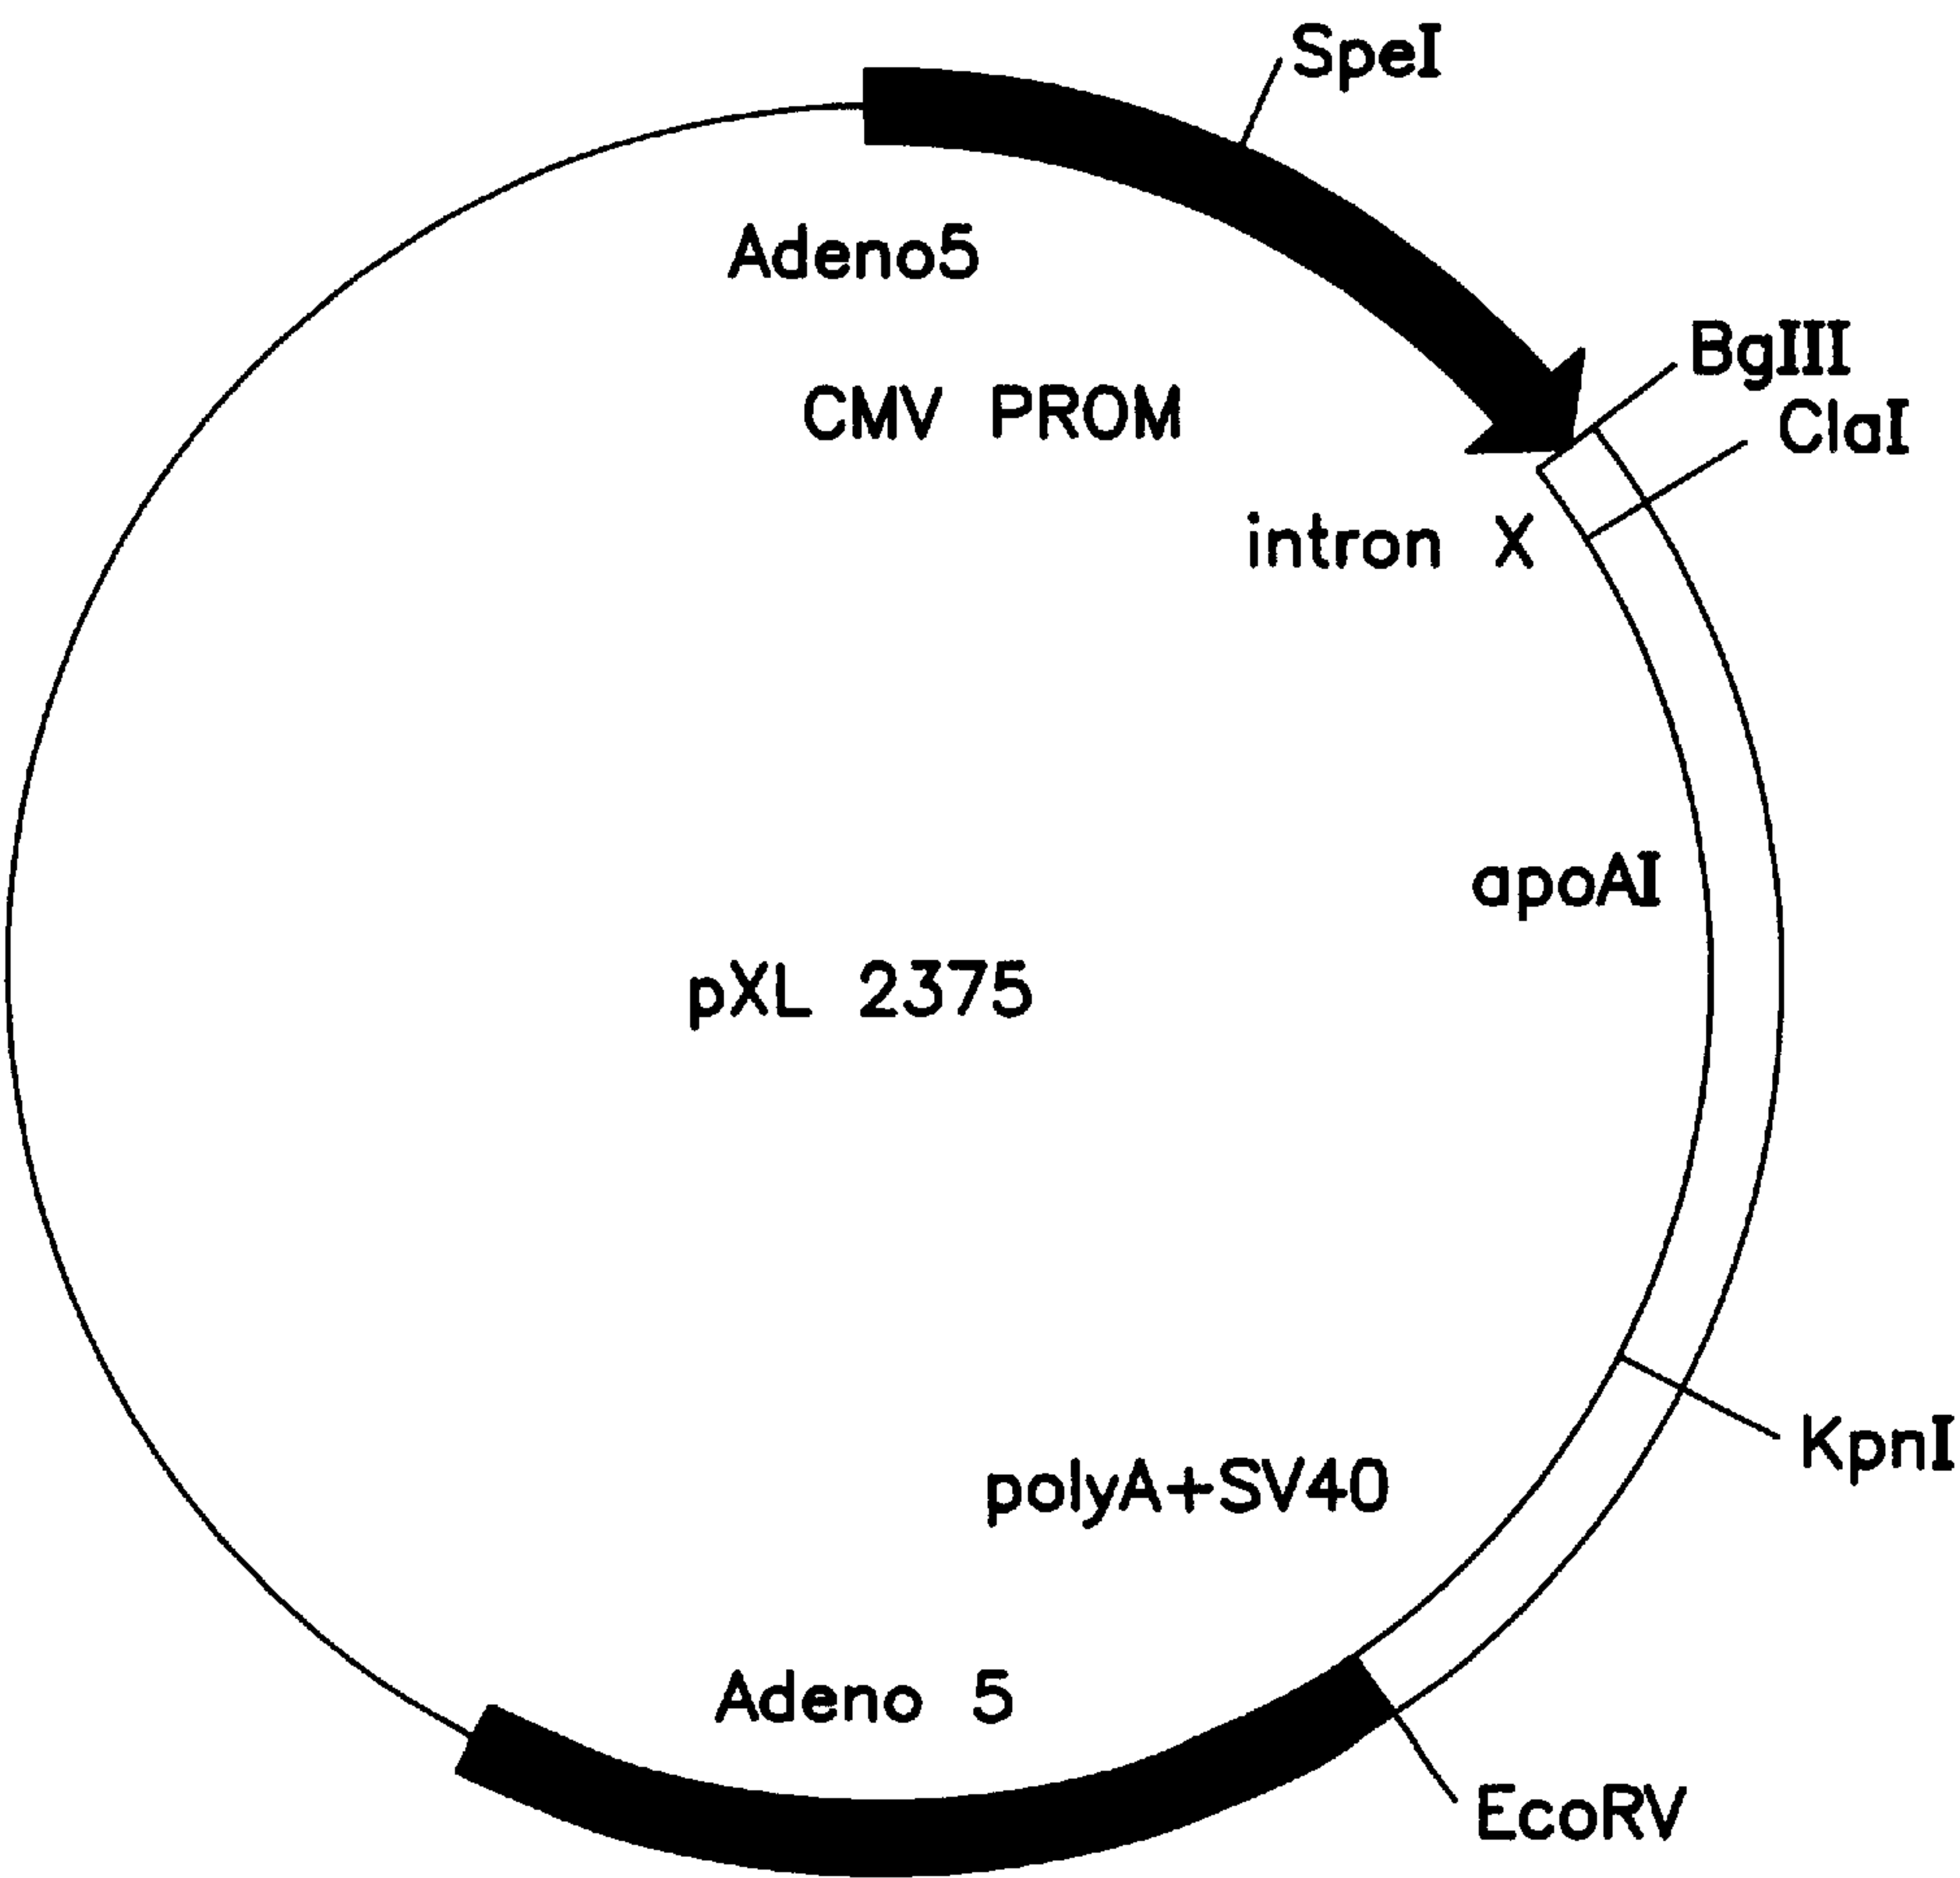 SpeI
Adeno5
BglII
CMV PROM
ClaI
intron X
apoAI
pXL 2375
KpnI
polyA+SV40
Adeno 5
EcoRV